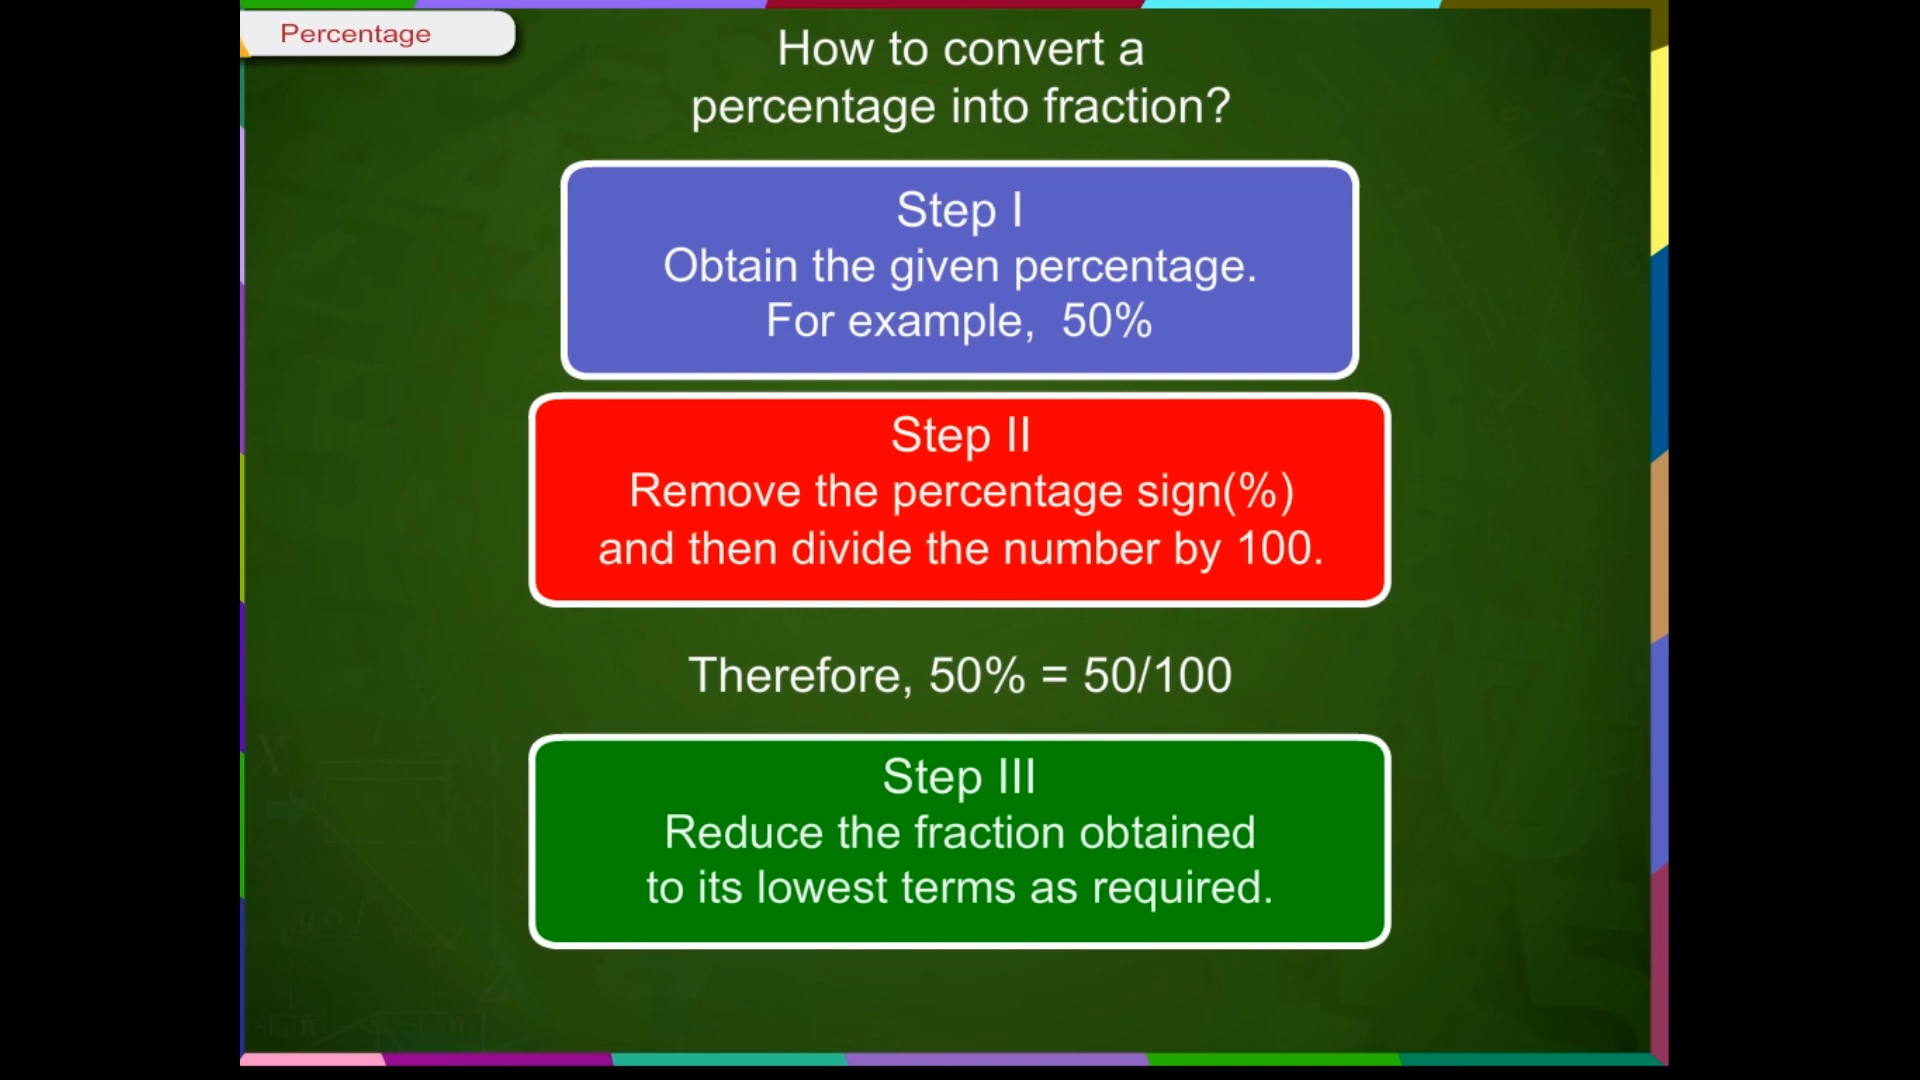 Percentage
How to convert a
percentage into fraction?
Step I
Obtain the given percentage.
For example, 50%
Step II
Remove the percentage sign(%)
and then divide the number by 100.
Therefore, 50% = 50/100
Step III
Reduce the fraction obtained
to its lowest terms as required.